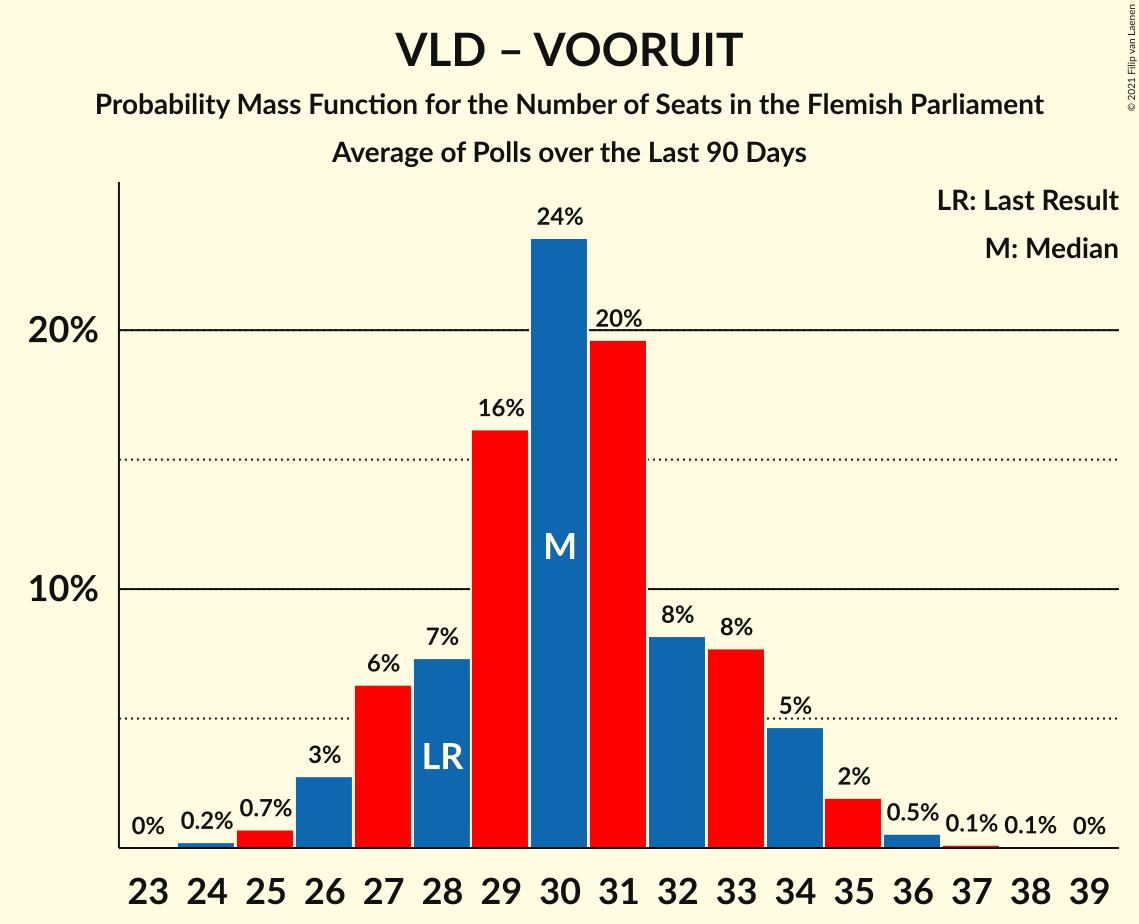 VLD – VOORUIT
Probability Mass Function for the Number of Seats in the Flemish Parliament
Average of Polls over the Last 90 Days
© 2021 Filip van Laenen
LR: Last Result
M: Median
20%
10%
0% 0.2% 0.7% 3% 6% 7% 16% 24% 20% 8% 8% 5% 2% 0.5% 0.1% 0.1% 0%
M
LR
23 24 25 26 27 28 29 30 31 32 33 34 35 36 37 38 39